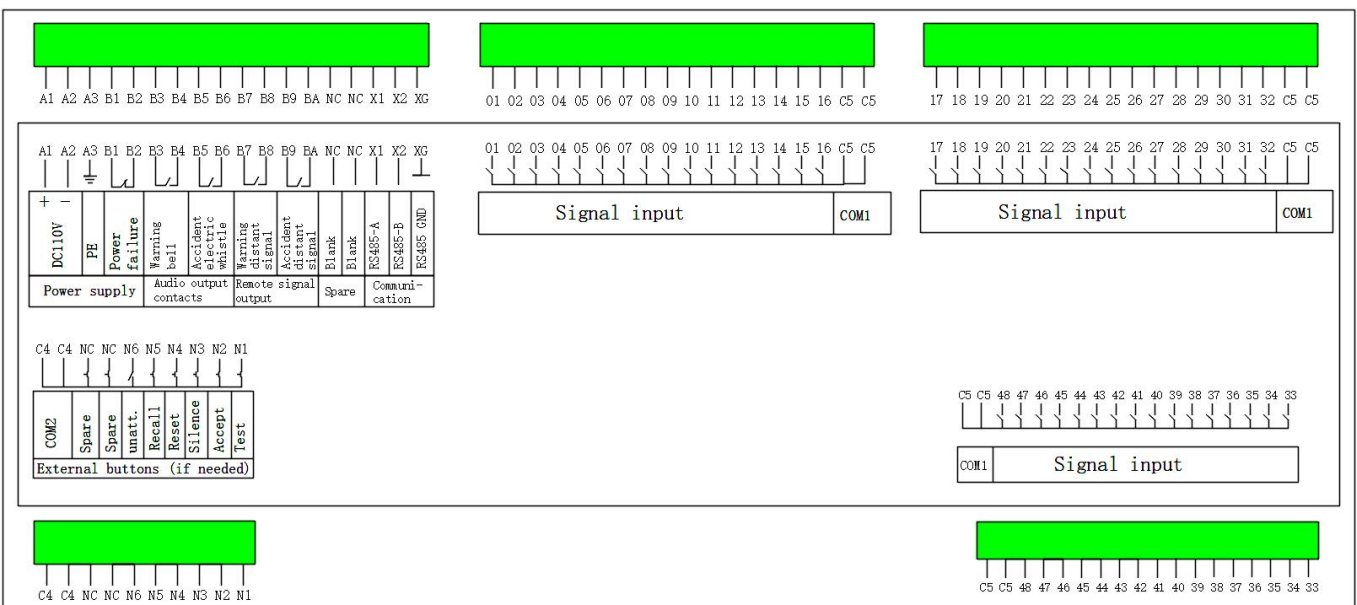 A1 A2 A3 B1 B2 B3 B4 B5 B6 B7 B8 B9 BA NC NC X1 X2 XG
01 02 03 04 05 06 07 08 09 10 11 12 13 14 15 16 C5 C5
17 18 19 20 21 22 23 24 25 26 27 28 29 30 31 32 C5 C5
A1 A2 A3 B1 B2 B3 B4 B5 B6 B7 B8 B9 BA NC NC X1 X2 XG
+ −
DC110V
PE
Power
failure
Warning
bell
Accident
electric
whistle
Warning
distant
signal
Accident
distant
signal
Blank
Blank
RS485-A
RS485-B
RS485 GND
Power supply
Audio output
contacts
Remote signal
output
Spare
Communi-
cation
01 02 03 04 05 06 07 08 09 10 11 12 13 14 15 16 C5 C5
Signal input
COM1
17 18 19 20 21 22 23 24 25 26 27 28 29 30 31 32 C5 C5
Signal input
COM1
C4 C4 NC NC N6 N5 N4 N3 N2 N1
COM2
Spare
Spare
unatt.
Recall
Reset
Silence
Accept
Test
External buttons (if needed)
C5 C5 48 47 46 45 44 43 42 41 40 39 38 37 36 35 34 33
COM1
Signal input
C4 C4 NC NC N6 N5 N4 N3 N2 N1
C5 C5 48 47 46 45 44 43 42 41 40 39 38 37 36 35 34 33